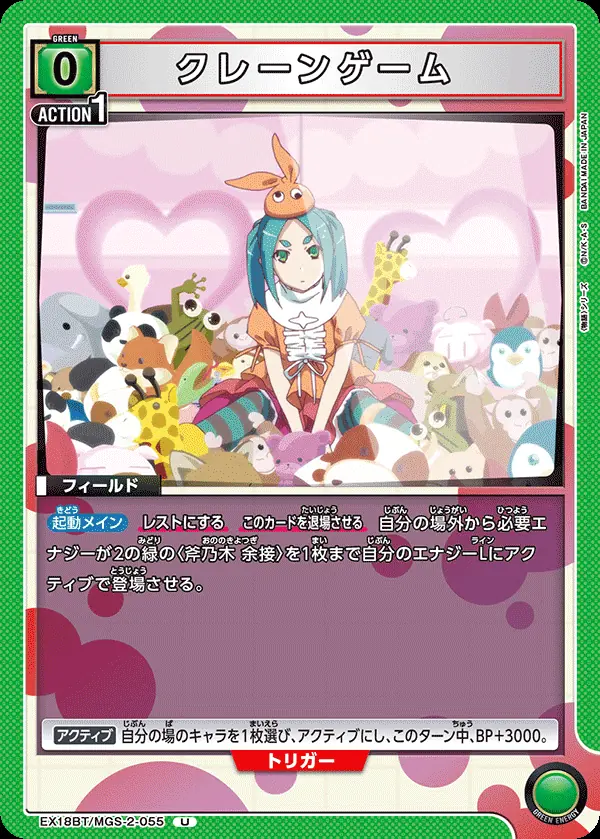 GREEN
0
クレーンゲーム
ACTION 1
BANDAI MADE IN JAPAN
©N/K・A・S
〈物語〉シリーズ
フィールド
起動メイン レストにする このカードを退場させる 自分の場外から必要エ
ナジーが2の緑の〈斧乃木 余接〉を1枚まで自分のエナジーLにアク
ティブで登場させる。
アクティブ 自分の場のキャラを1枚選び、アクティブにし、このターン中、BP+3000。
トリガー
EX18BT/MGS-2-055 U
GREEN ENERGY